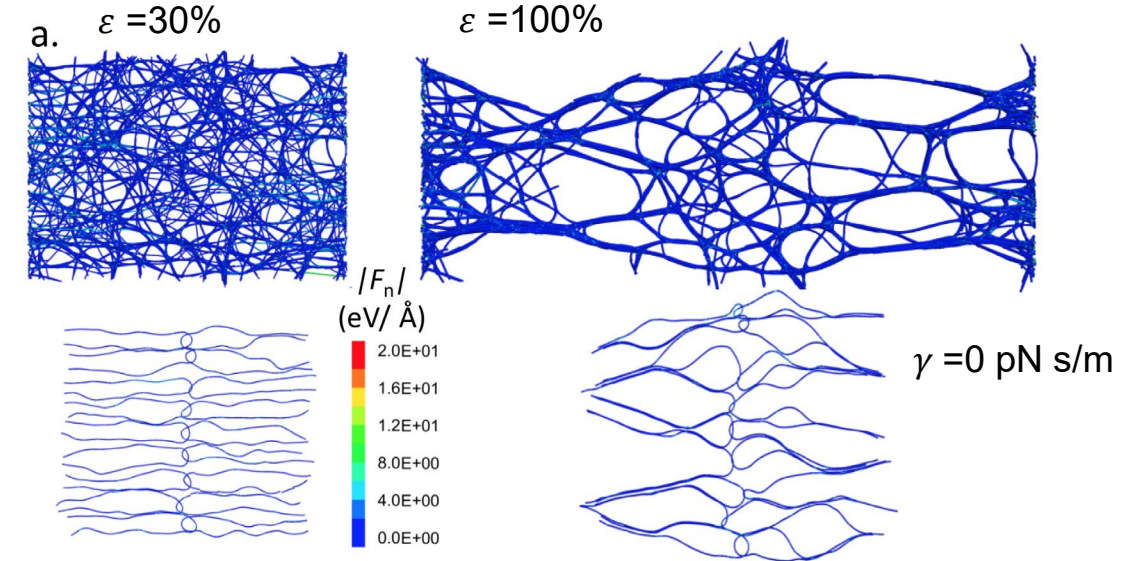 a. ε =30% ε =100%
|Fn|
(eV/ Å)
2.0E+01
1.6E+01
1.2E+01
8.0E+00
4.0E+00
0.0E+00
γ =0 pN s/m